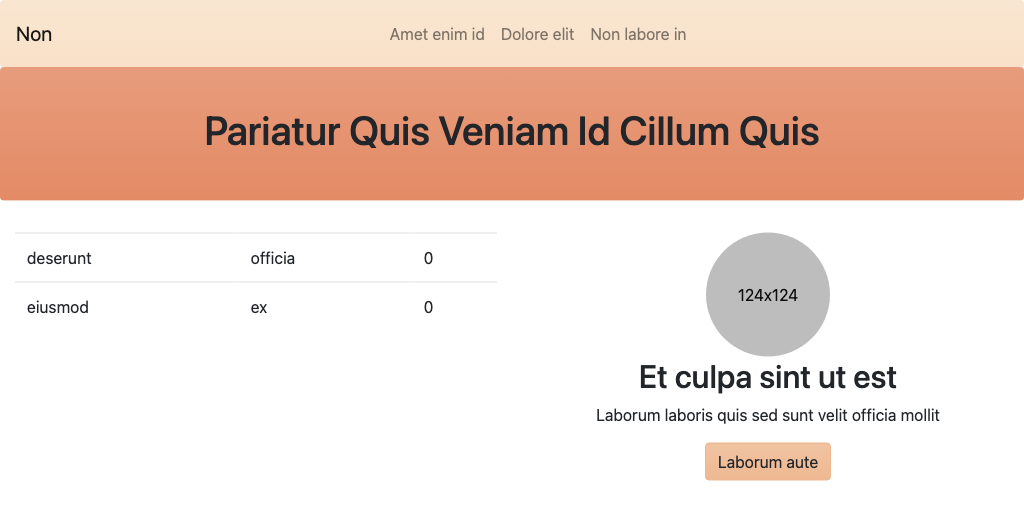 Non
Amet enim id Dolore elit Non labore in
Pariatur Quis Veniam Id Cillum Quis
deserunt officia 0
eiusmod ex 0
124x124
Et culpa sint ut est
Laborum laboris quis sed sunt velit officia mollit
Laborum aute